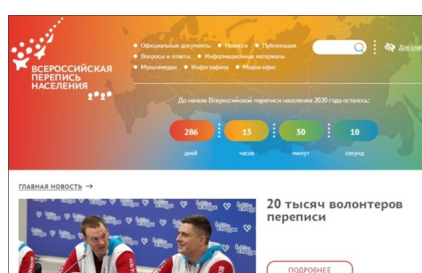 ВСЕРОССИЙСКАЯ
ПЕРЕПИСЬ
НАСЕЛЕНИЯ
Официальные документы • Новости • Публикации
Вопросы и ответы • Информационные материалы
Мультимедиа • Инфографика • Медиа-офис
До начала Всероссийской переписи населения 2020 года осталось:
286 13 30 10
дней часов минут секунд
ГЛАВНАЯ НОВОСТЬ →
20 тысяч волонтеров
переписи
ПОДРОБНЕЕ